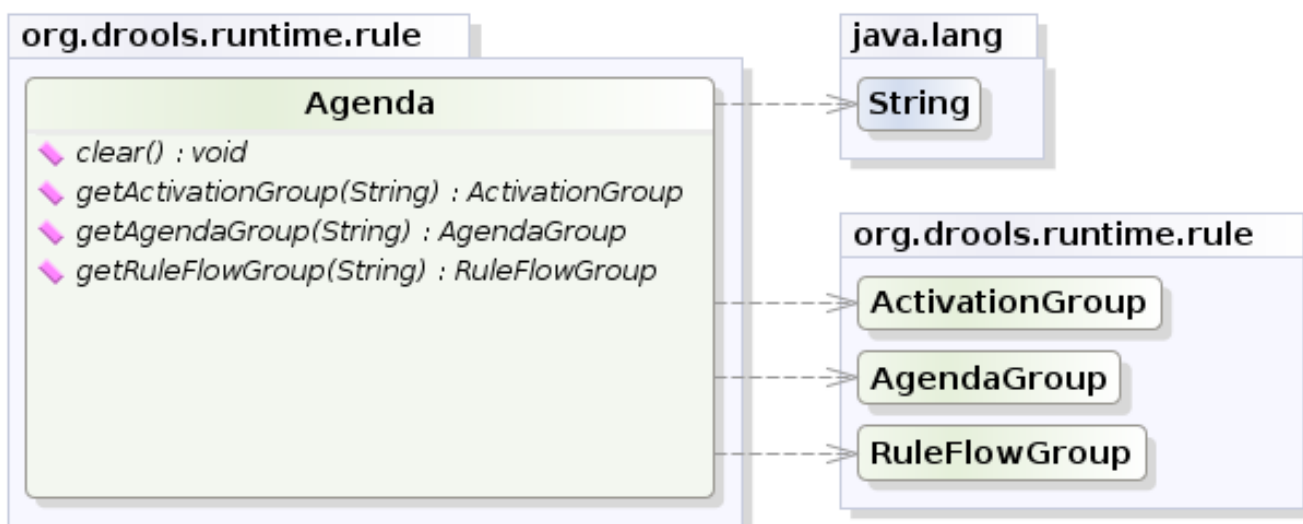 org.drools.runtime.rule
Agenda
clear() : void
getActivationGroup(String) : ActivationGroup
getAgendaGroup(String) : AgendaGroup
getRuleFlowGroup(String) : RuleFlowGroup
java.lang
String
org.drools.runtime.rule
ActivationGroup
AgendaGroup
RuleFlowGroup